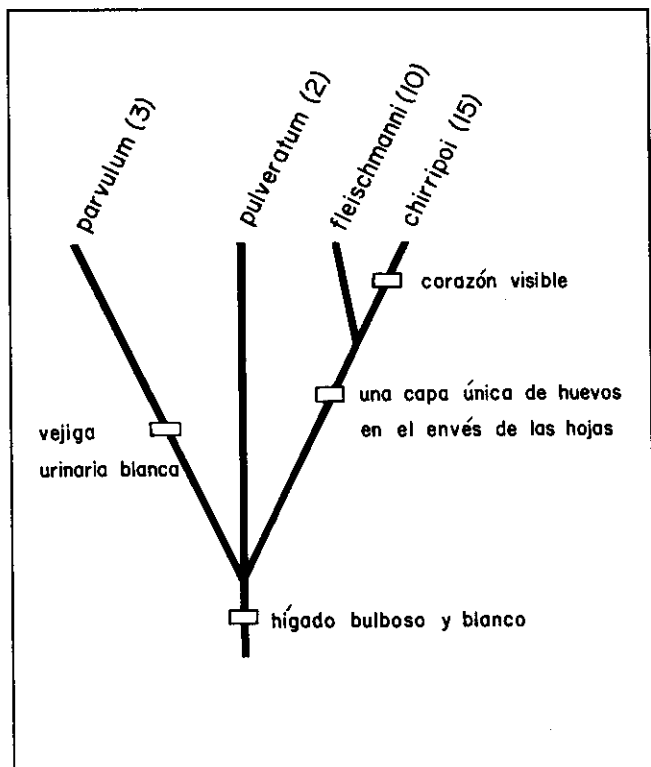 parvulum (3)
pulveratum (2)
fleischmanni (10)
chirripoi (15)
corazón visible
una capa única de huevos
en el envés de las hojas
vejiga
urinaria blanca
hígado bulboso y blanco